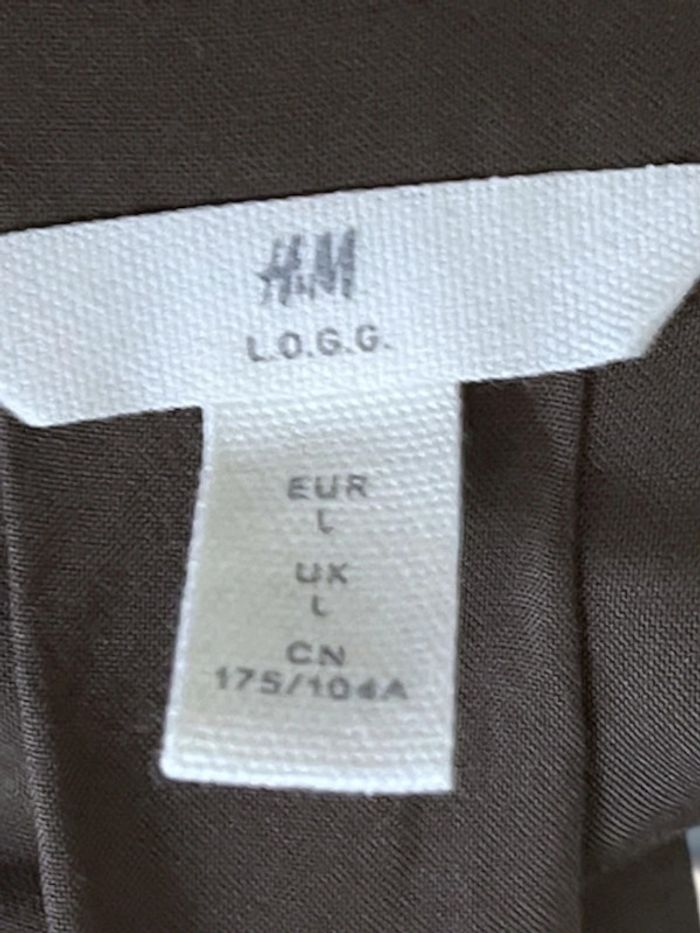 H&M
L.O.G.G.
EUR
L
UK
L
CN
175/104A